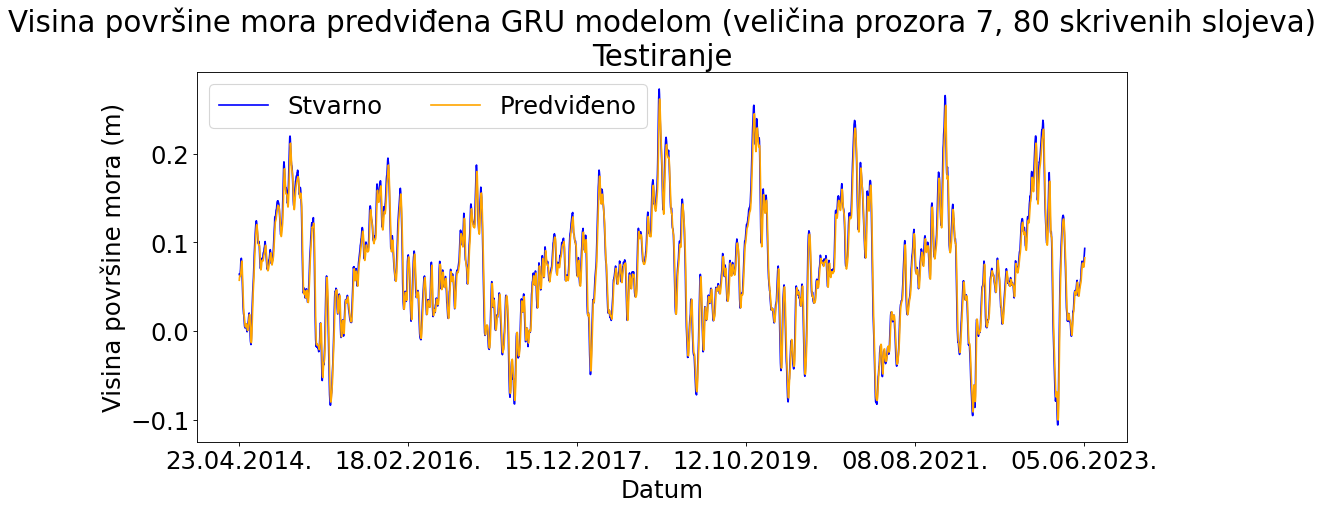 Visina površine mora predviđena GRU modelom (veličina prozora 7, 80 skrivenih slojeva)
Testiranje
Stvarno
Predviđeno
Visina površine mora (m)
0.2
0.1
0.0
−0.1
23.04.2014.
18.02.2016.
15.12.2017.
12.10.2019.
08.08.2021.
05.06.2023.
Datum